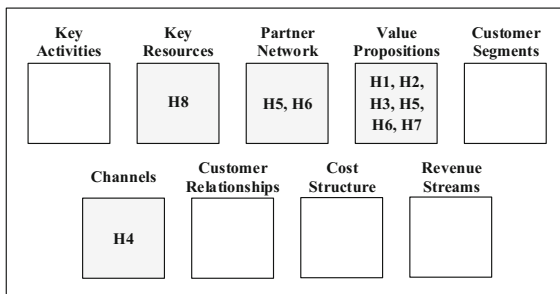 Key Activities
Key Resources
Partner Network
Value Propositions
Customer Segments
H8
H5, H6
H1, H2,
H3, H5,
H6, H7
Channels
Customer Relationships
Cost Structure
Revenue Streams
H4